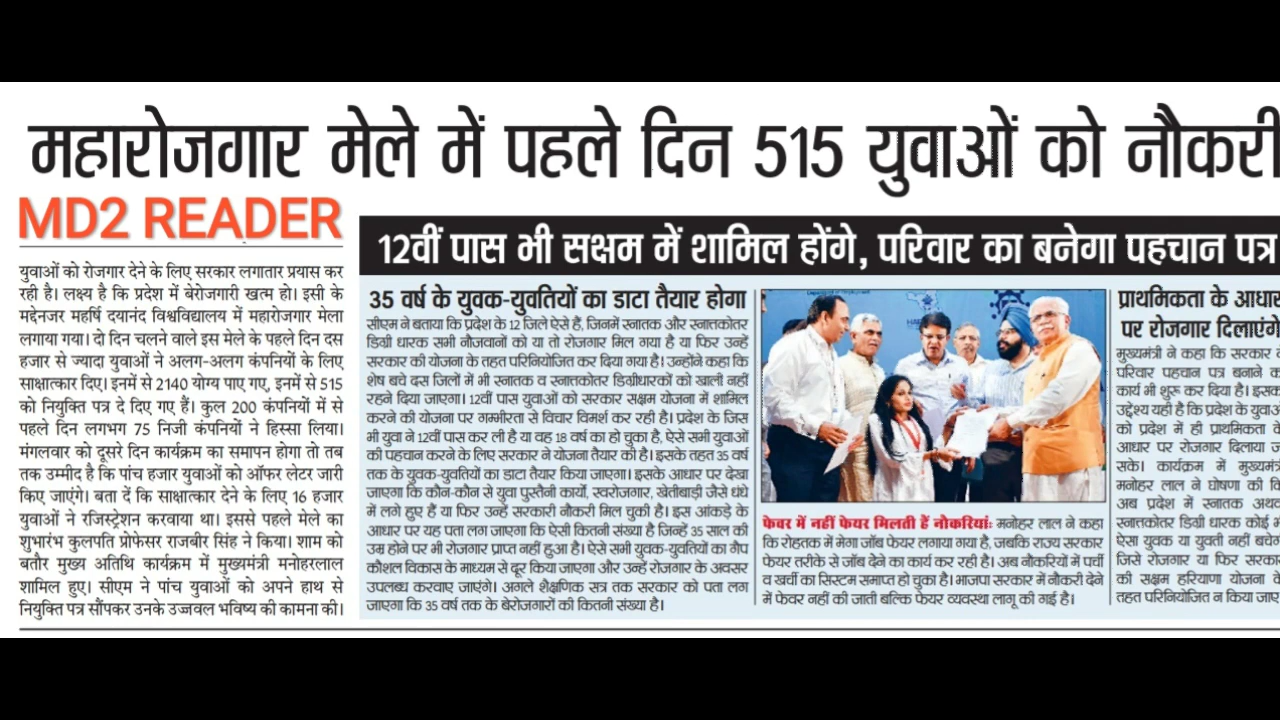 महारोजगार मेले में पहले दिन 515 युवाओं को नौकरी
MD2 READER
युवाओं को रोजगार देने के लिए सरकार लगातार प्रयास कर
रही है। लक्ष्य है कि प्रदेश में बेरोजगारी खत्म हो। इसी के
मद्देनजर महर्षि दयानंद विश्वविद्यालय में महारोजगार मेला
लगाया गया। दो दिन चलने वाले इस मेले के पहले दिन दस
हजार से ज्यादा युवाओं ने अलग-अलग कंपनियों के लिए
साक्षात्कार दिए। इनमें से 2140 योग्य पाए गए, इनमें से 515
को नियुक्ति पत्र दे दिए गए हैं। कुल 200 कंपनियों में से
पहले दिन लगभग 75 निजी कंपनियों ने हिस्सा लिया।
मंगलवार को दूसरे दिन कार्यक्रम का समापन होगा तो तब
तक उम्मीद है कि पांच हजार युवाओं को ऑफर लेटर जारी
किए जाएंगे। बता दें कि साक्षात्कार देने के लिए 16 हजार
युवाओं ने रजिस्ट्रेशन करवाया था। इससे पहले मेले का
शुभारंभ कुलपति प्रोफेसर राजबीर सिंह ने किया। शाम को
बतौर मुख्य अतिथि कार्यक्रम में मुख्यमंत्री मनोहरलाल
शामिल हुए। सीएम ने पांच युवाओं को अपने हाथ से
नियुक्ति पत्र सौंपकर उनके उज्जवल भविष्य की कामना की।
12वीं पास भी सक्षम में शामिल होंगे, परिवार का बनेगा पहचान पत्र
35 वर्ष के युवक-युवतियों का डाटा तैयार होगा
सीएम ने बताया कि प्रदेश के 12 जिले ऐसे हैं, जिनमें स्नातक और स्नातकोतर
डिग्री धारक सभी नौजवानों को या तो रोजगार मिल गया है या फिर उन्हें
सरकार की योजना के तहत परिनियोजित कर दिया गया है। उन्होंने कहा कि
शेष बचे दस जिलों में भी स्नातक व स्नातकोतर डिग्रीधारकों को खाली नहीं
रहने दिया जाएगा। 12वीं पास युवाओं को सरकार सक्षम योजना में शामिल
करने की योजना पर गम्भीरता से विचार विमर्श कर रही है। प्रदेश के जिस
भी युवा ने 12वीं पास कर ली है या वह 18 वर्ष का हो चुका है, ऐसे सभी युवाओं
की पहचान करने के लिए सरकार ने योजना तैयार की है। इसके तहत 35 वर्ष
तक के युवक-युवतियों का डाटा तैयार किया जाएगा। इसके आधार पर देखा
जाएगा कि कौन-कौन से युवा पुस्तैनी कार्यो, स्वरोजगार, खेतीबाड़ी जैसे धंधे
में लगे हुए हैं या फिर उन्हें सरकारी नौकरी मिल चुकी है। इस आंकड़े के
आधार पर यह पता लग जाएगा कि ऐसी कितनी संख्या है जिन्हें 35 साल की
उम्र होने पर भी रोजगार प्राप्त नहीं हुआ है। ऐसे सभी युवक-युवतियों का गैप
कौशल विकास के माध्यम से दूर किया जाएगा और उन्हें रोजगार के अवसर
उपलब्ध करवाए जाएंगे। अगले शैक्षणिक सत्र तक सरकार को पता लग
जाएगा कि 35 वर्ष तक के बेरोजगारों की कितनी संख्या है।
फेवर में नहीं फेयर मिलती हैं नौकरियां: मनोहर लाल ने कहा
कि रोहतक में मेगा जॉब फेयर लगाया गया है, जबकि राज्य सरकार
फेयर तरीके से जॉब देने का कार्य कर रही है। अब नौकरियों में पर्ची
व खर्ची का सिस्टम समाप्त हो चुका है। भाजपा सरकार में नौकरी देने
में फेवर नहीं की जाती बल्कि फेयर व्यवस्था लागू की गई है।
प्राथमिकता के आधार
पर रोजगार दिलाएंगे
मुख्यमंत्री ने कहा कि सरकार ने
परिवार पहचान पत्र बनाने का
कार्य भी शुरू कर दिया है। इसका
उद्देश्य यही है कि प्रदेश के युवाओं
को प्रदेश में ही प्राथमिकता के
आधार पर रोजगार दिलाया जा
सके। कार्यक्रम में मुख्यमंत्री
मनोहर लाल ने घोषणा की कि
अब प्रदेश में स्नातक अथवा
स्नातकोतर डिग्री धारक कोई भी
ऐसा युवक या युवती नहीं बचेगा
जिसे रोजगार या फिर सरकार
की सक्षम हरियाणा योजना के
तहत परिनियोजित न किया जाए